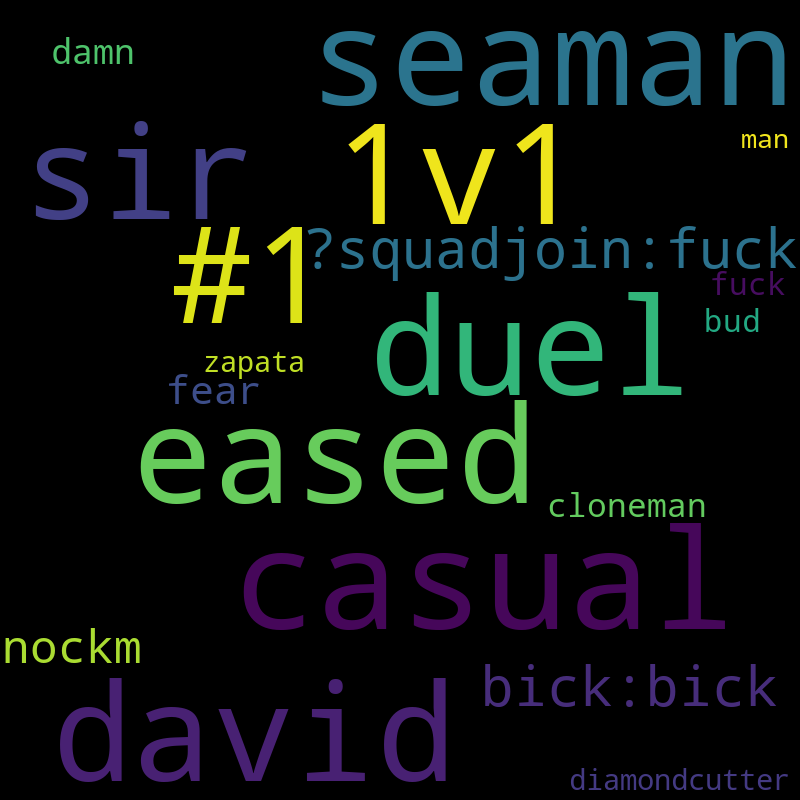 seaman
damn
sir
1v1
man
#1
?squadjoin:fuck
fuck
duel
bud
zapata
fear
eased
cloneman
casual
nockm
david
bick:bick
diamondcutter